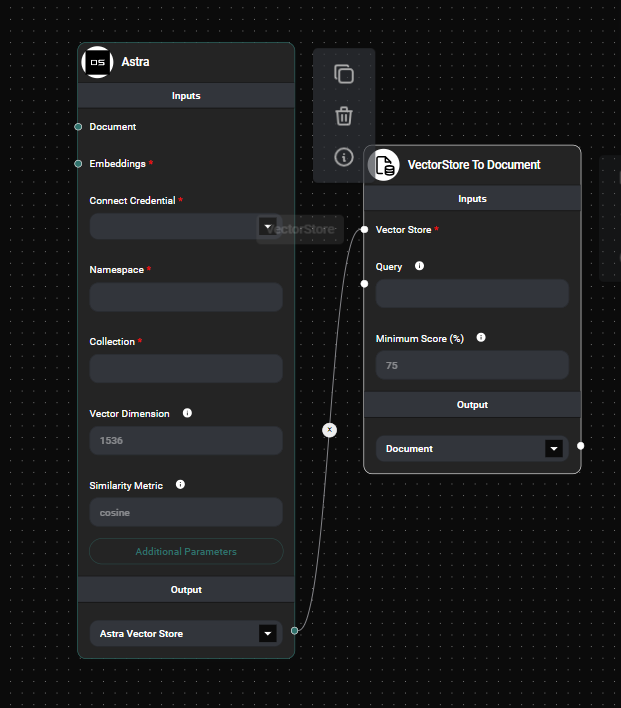 DS
Astra
Inputs
Document
Embeddings *
Connect Credential *
Namespace *
Collection *
Vector Dimension
1536
Similarity Metric
cosine
Additional Parameters
Output
Astra Vector Store
VectorStore
VectorStore To Document
Inputs
Vector Store *
Query
Minimum Score (%)
75
Output
Document